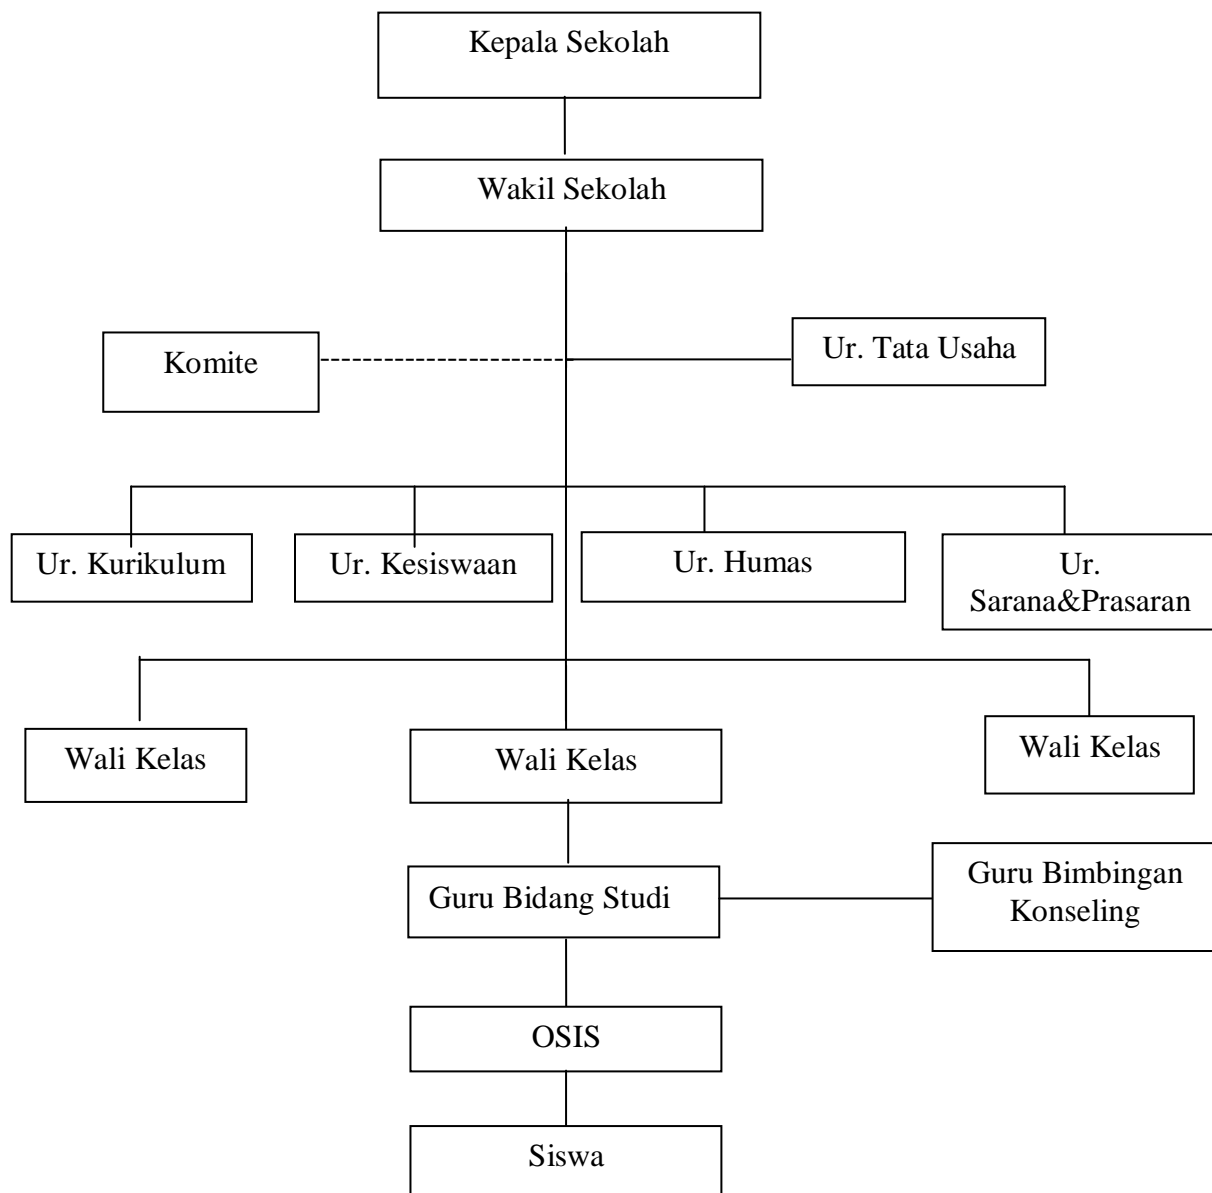 Kepala Sekolah
Wakil Sekolah
Komite
Ur. Tata Usaha
Ur. Kurikulum
Ur. Kesiswaan
Ur. Humas
Ur.
Sarana&Prasaran
Wali Kelas
Wali Kelas
Wali Kelas
Guru Bidang Studi
Guru Bimbingan
Konseling
OSIS
Siswa